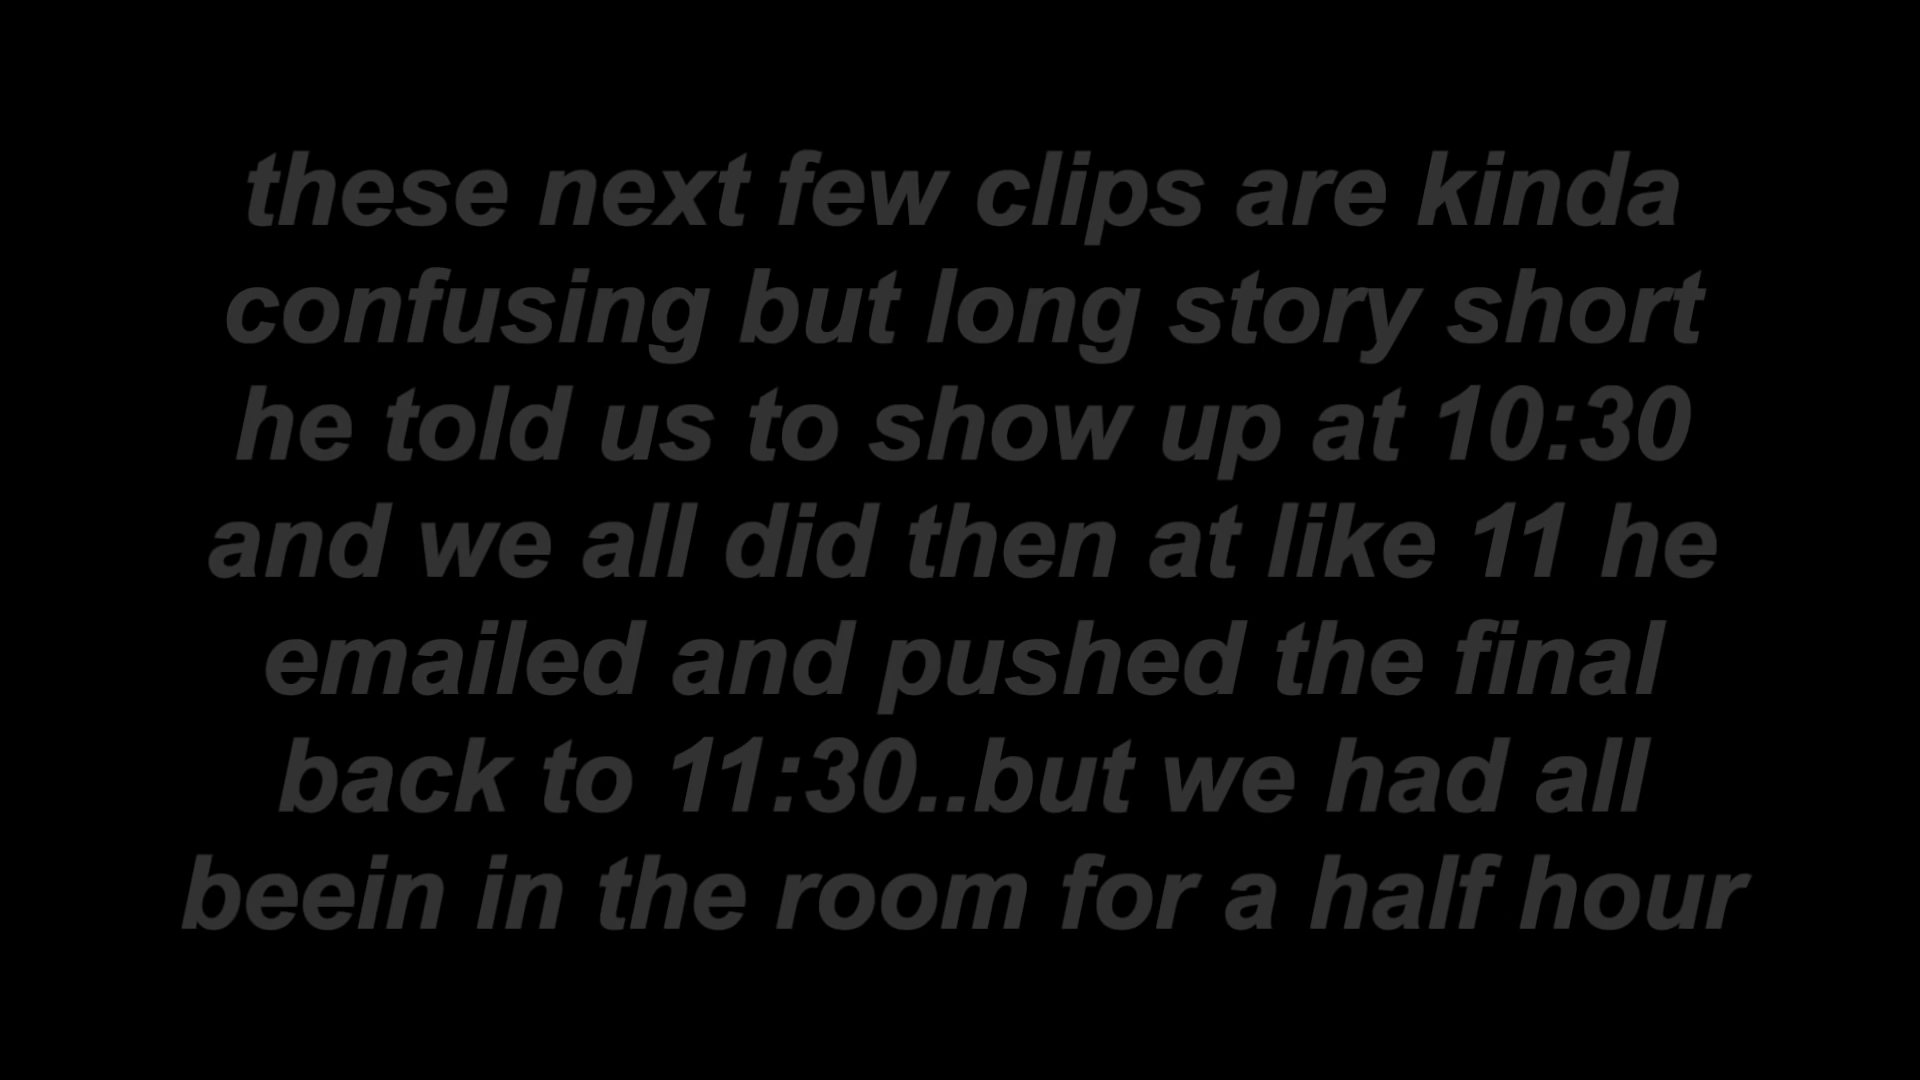 these next few clips are kinda
confusing but long story short
he told us to show up at 10:30
and we all did then at like 11 he
emailed and pushed the final
back to 11:30..but we had all
beein in the room for a half hour